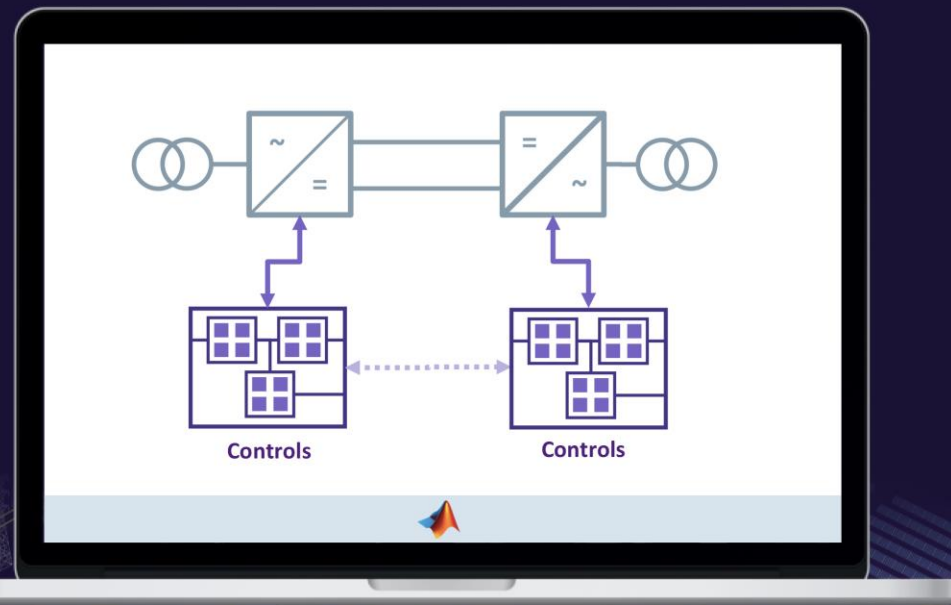 ~
=
=
~
Controls
Controls